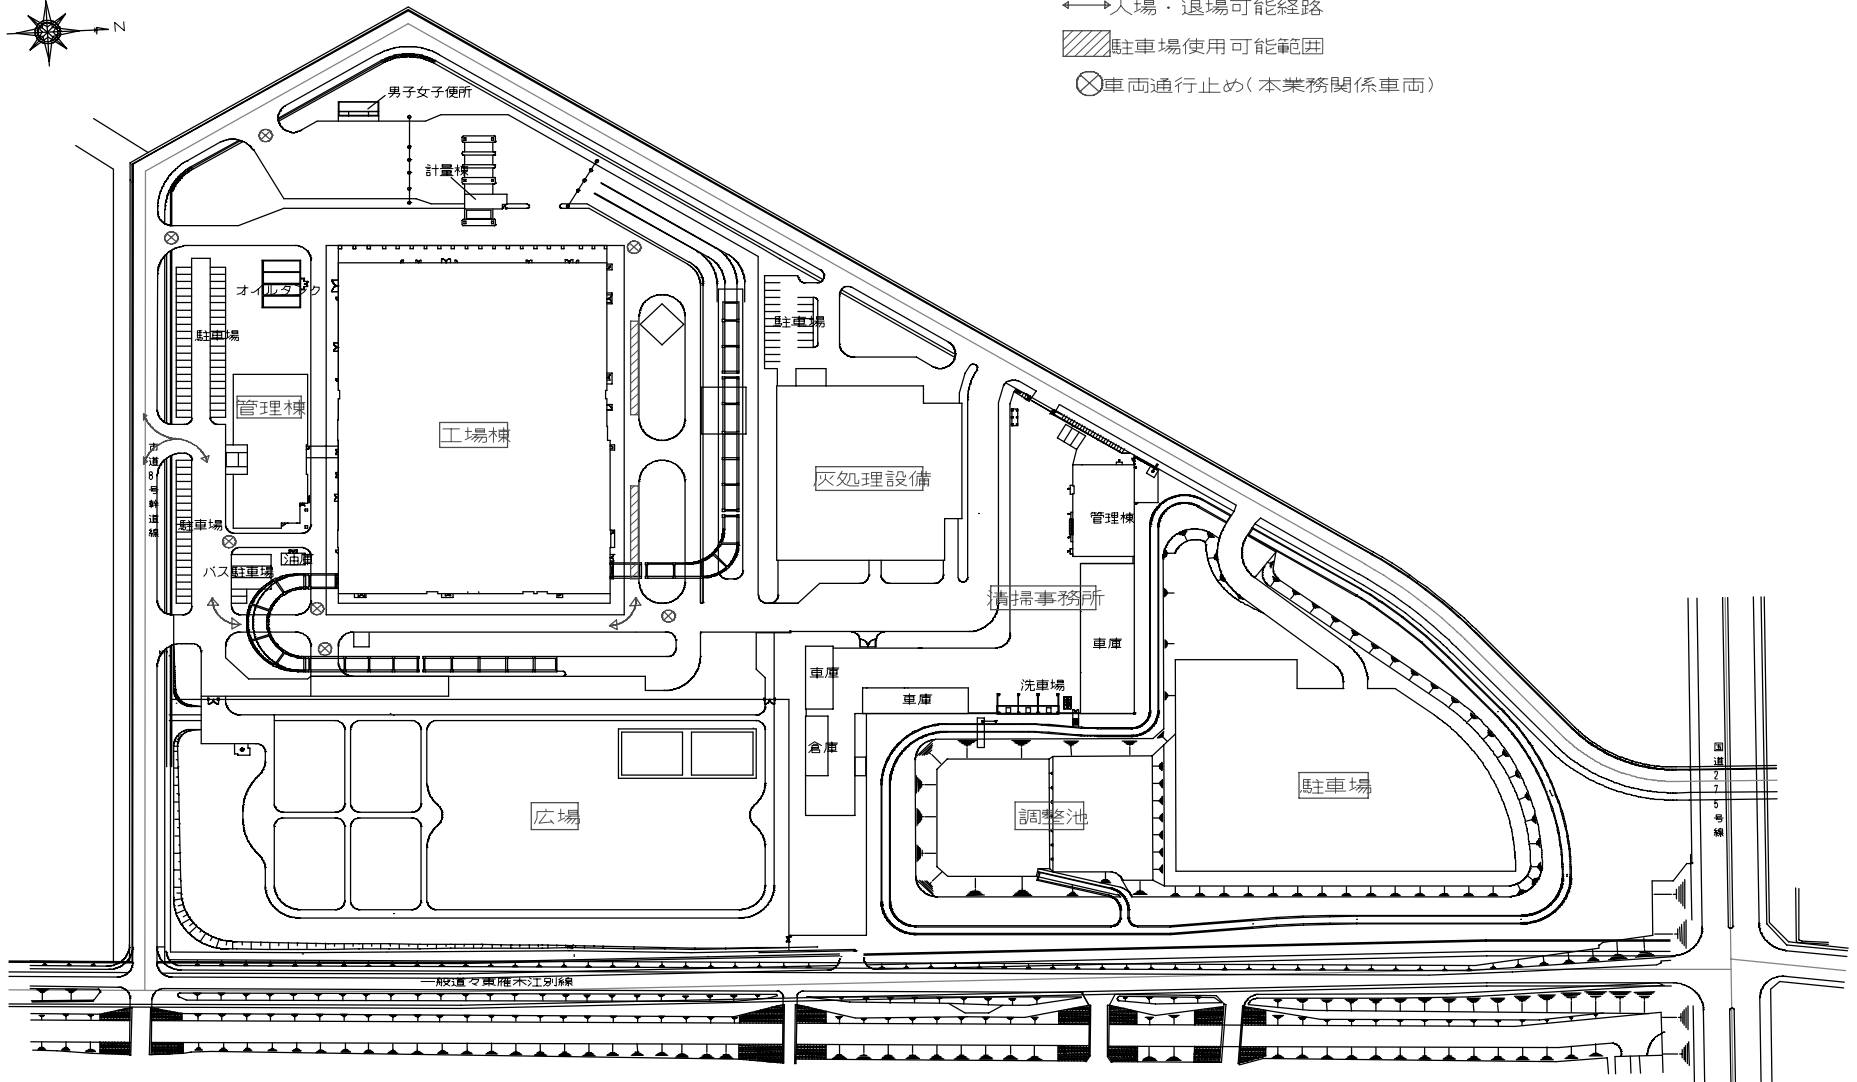 N
入場・退場可能経路
駐車場使用可能範囲
車両通行止め(本業務関係車両)
男子女子便所
計量棟
オイルタンク
駐車場
駐車場
管理棟
工場棟
灰処理設備
市道8号幹道線
駐車場
管理棟
油庫
バス駐車場
清掃事務所
車庫
車庫
洗車場
車庫
倉庫
国道275号線
駐車場
広場
調整池
一般道々東雁木江別線